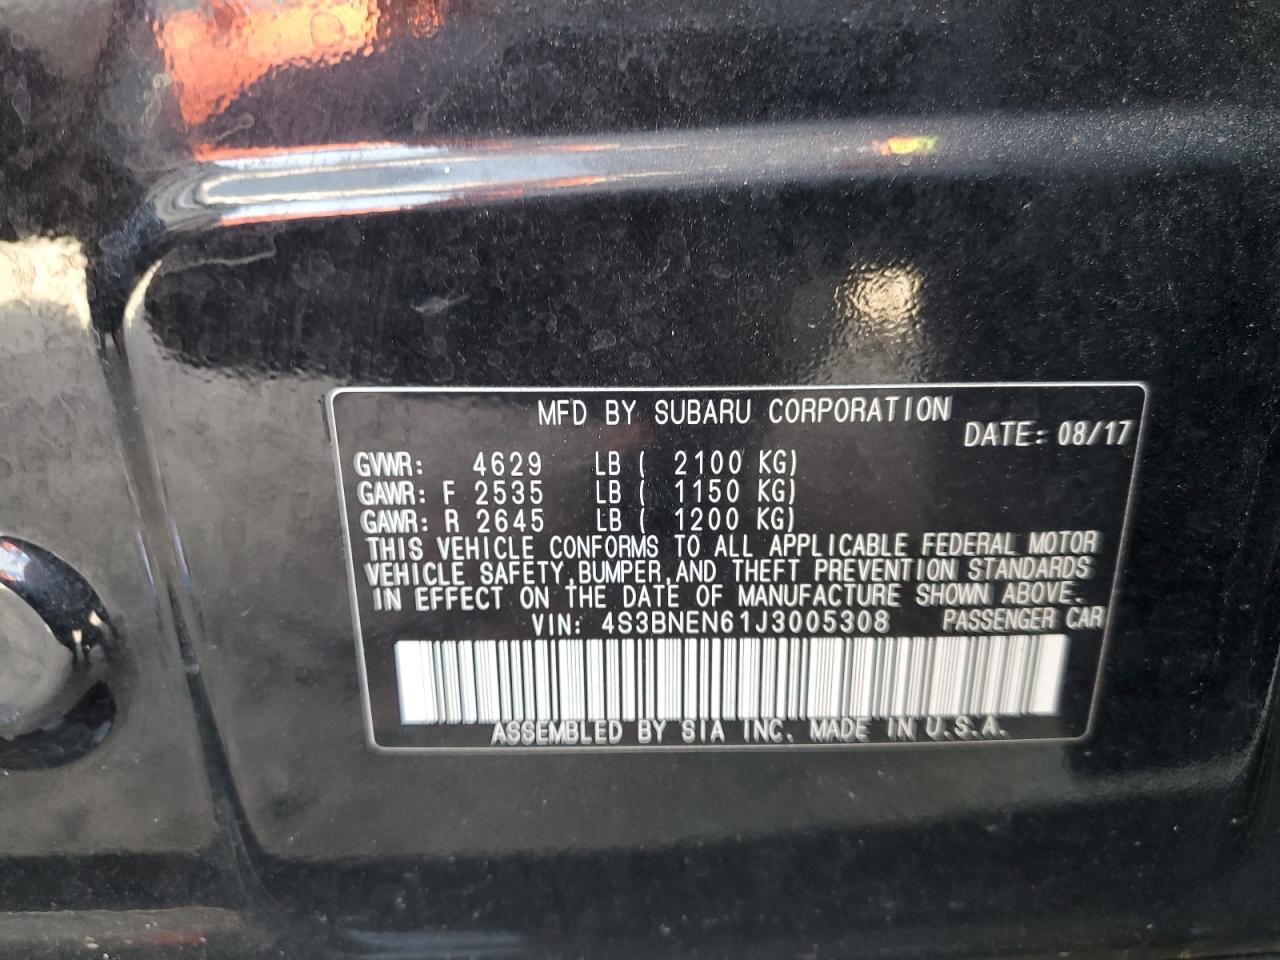 MFD BY SUBARU CORPORATION
DATE: 08/17
GVWR: 4629 LB ( 2100 KG)
GAWR: F 2535 LB ( 1150 KG)
GAWR: R 2645 LB ( 1200 KG)
THIS VEHICLE CONFORMS TO ALL APPLICABLE FEDERAL MOTOR
VEHICLE SAFETY,BUMPER,AND THEFT PREVENTION STANDARDS
IN EFFECT ON THE DATE OF MANUFACTURE SHOWN ABOVE.
VIN: 4S3BNEN61J3005308 PASSENGER CAR
ASSEMBLED BY SIA INC. MADE IN U.S.A.